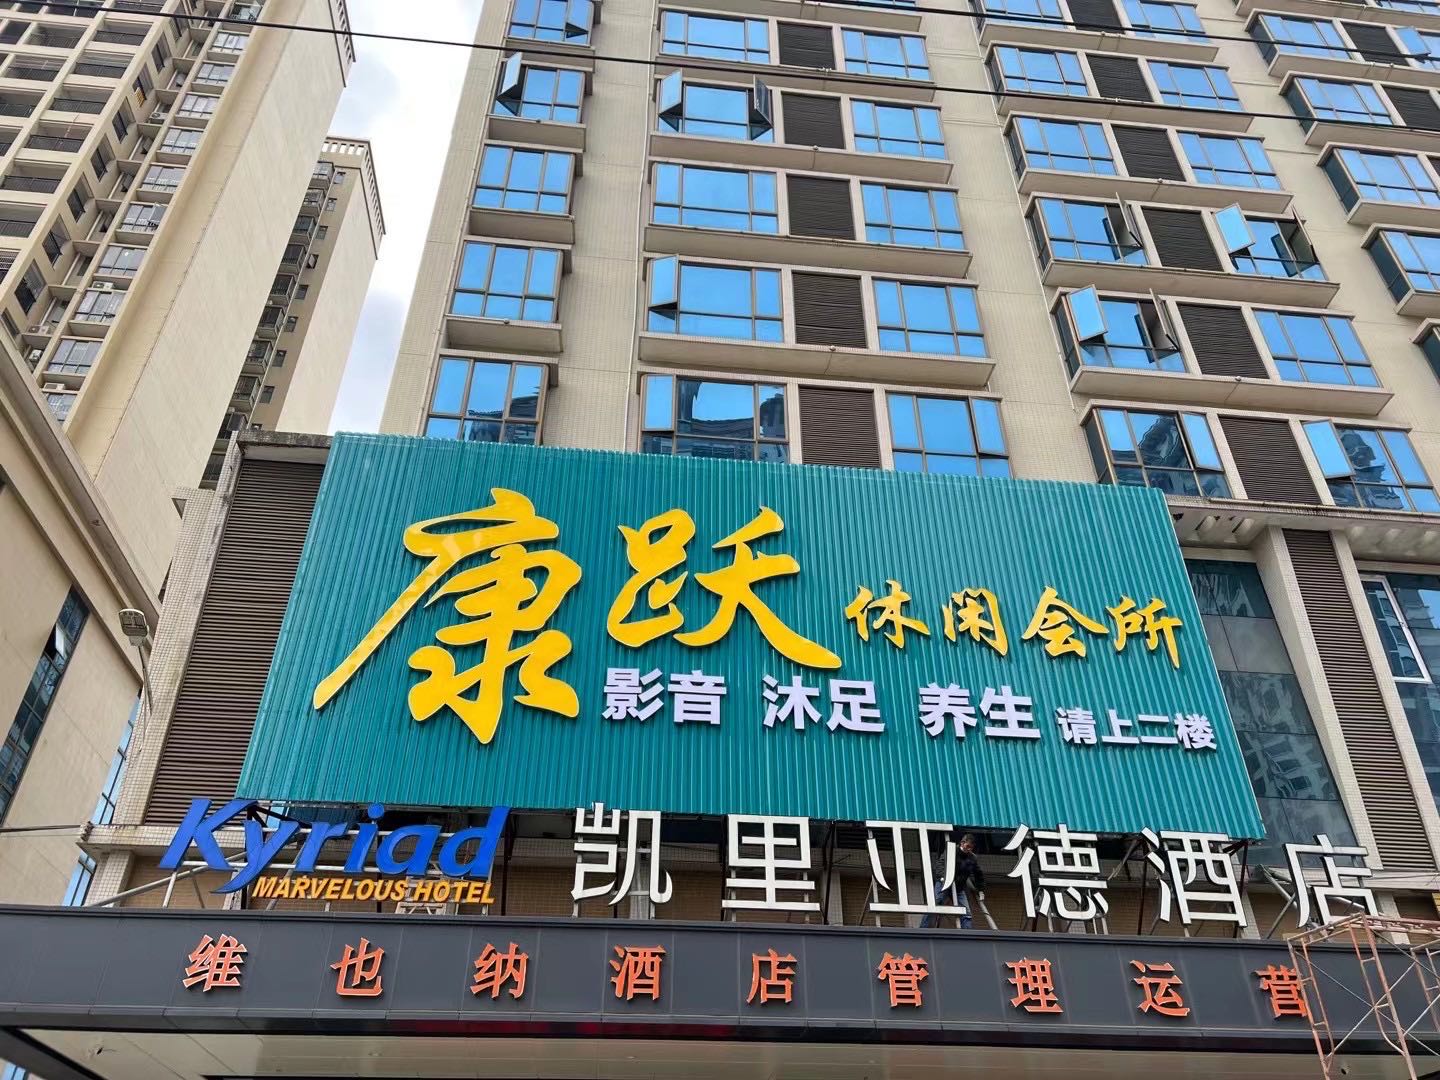 康跃 休闲会所
影音 沐足 养生 请上二楼
Kyriad 凯里亚德酒店
MARVELOUS HOTEL
维也纳酒店管理运营